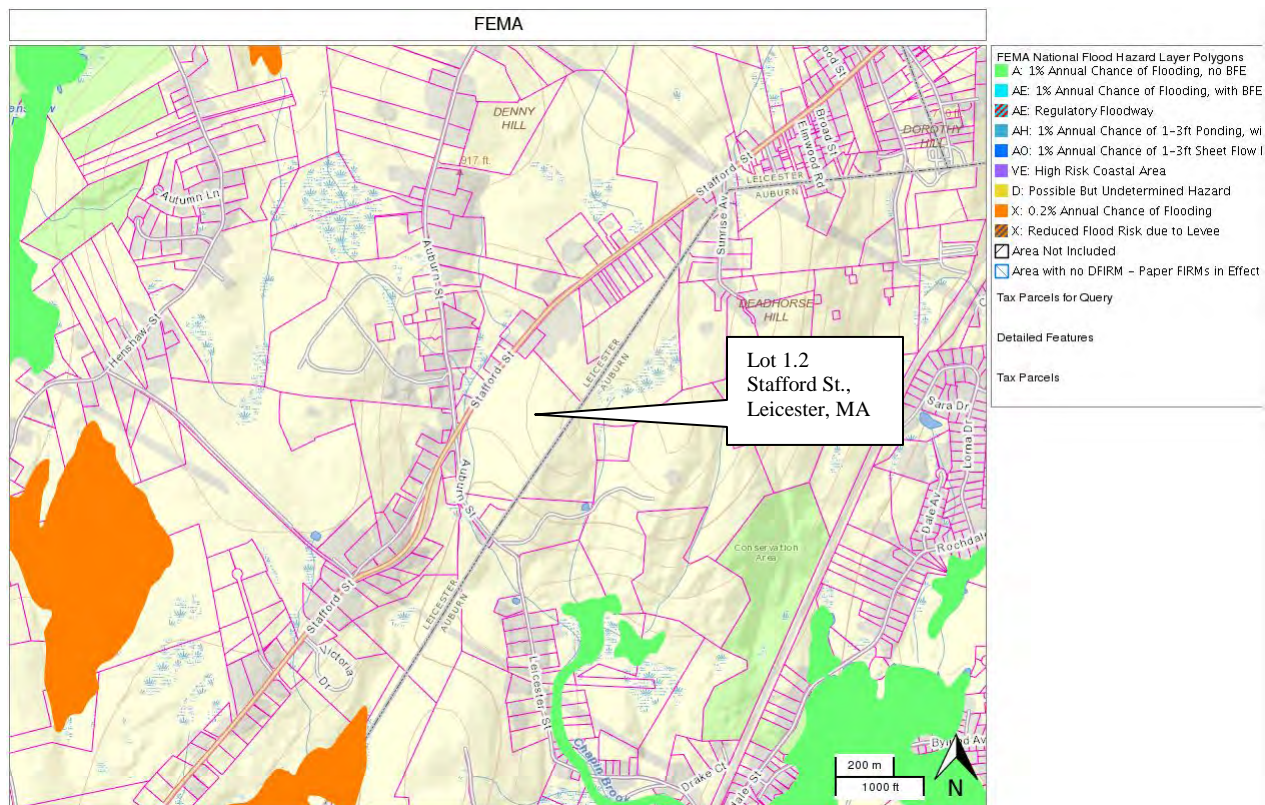 FEMA
DENNY
HILL
917 ft.
Autumn Ln
Auburn St
Stafford St
Broad St
Elmwood Rd
DOROTHY
HILL
LEICESTER
AUBURN
Sunrise Av
DEADHORSE
HILL
Henshaw St
Stafford St
LEICESTER
AUBURN
Lot 1.2
Stafford St.,
Leicester, MA
Sara Dr
Lorna Dr
Auburn St
Dale Av
Rochdale
Conservation
Area
LEICESTER
AUBURN
Stafford St
Victoria
Dr
Leicester St
Chapin Brook
Drake Ct
200 m
1000 ft
N
FEMA National Flood Hazard Layer Polygons
A: 1% Annual Chance of Flooding, no BFE
AE: 1% Annual Chance of Flooding, with BFE
AE: Regulatory Floodway
AH: 1% Annual Chance of 1-3ft Ponding, wi
AO: 1% Annual Chance of 1-3ft Sheet Flow
VE: High Risk Coastal Area
D: Possible But Undetermined Hazard
X: 0.2% Annual Chance of Flooding
X: Reduced Flood Risk due to Levee
Area Not Included
Area with no DFIRM - Paper FIRMs in Effect
Tax Parcels for Query
Detailed Features
Tax Parcels